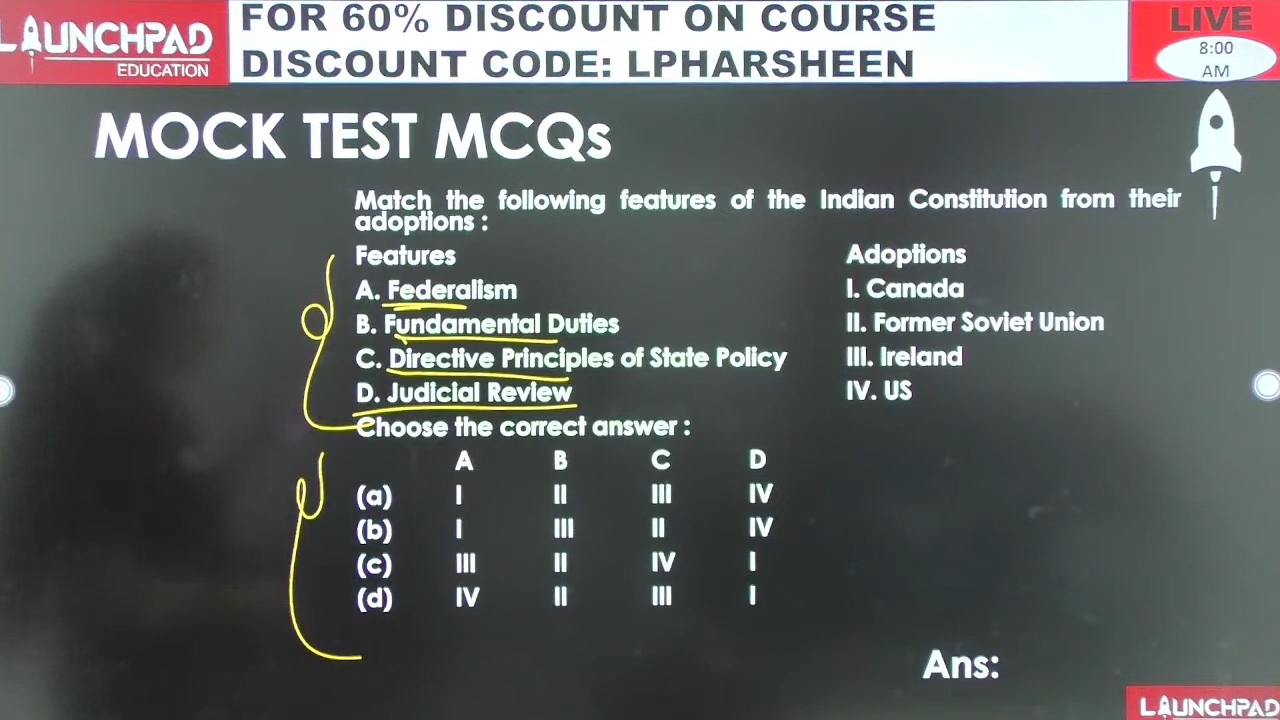 LAUNCHPAD
EDUCATION
FOR 60% DISCOUNT ON COURSE
DISCOUNT CODE: LPHARSHEEN
LIVE
8:00
AM
MOCK TEST MCQs
Match the following features of the Indian Constitution from their
adoptions :
Features Adoptions
A. Federalism I. Canada
B. Fundamental Duties II. Former Soviet Union
C. Directive Principles of State Policy III. Ireland
D. Judicial Review IV. US
Choose the correct answer :
A B C D
(a) I II III IV
(b) I III II IV
(c) III II IV I
(d) IV II III I
Ans:
LAUNCHPAD